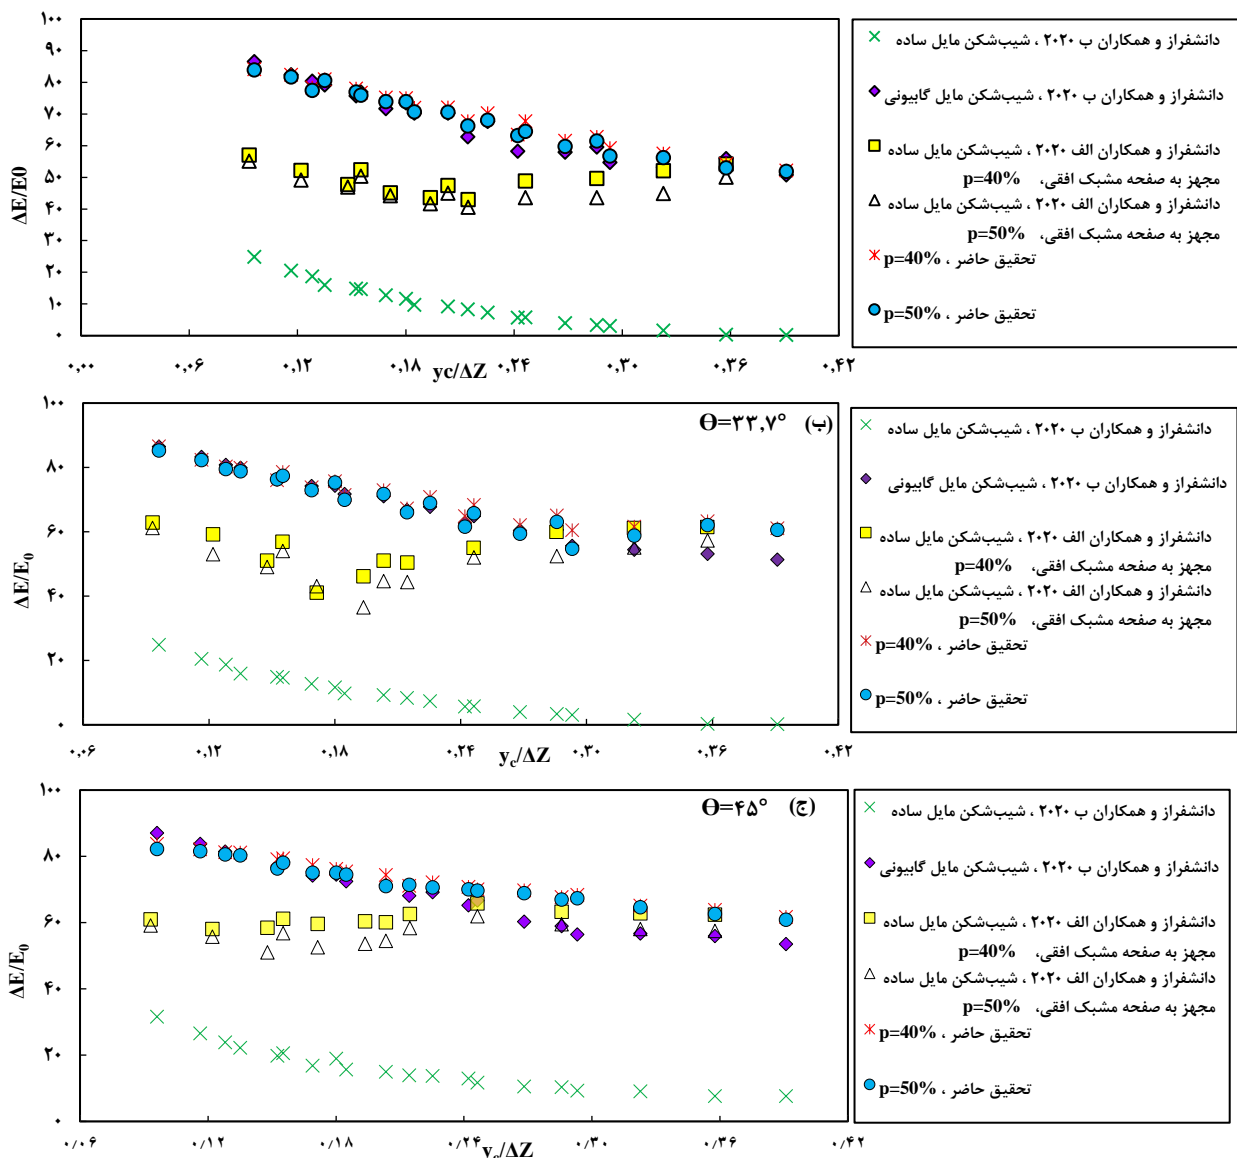 ۱۰۰
۹۰
۸۰
۷۰
۶۰
۵۰
۴۰
۳۰
۲۰
۱۰
۰
ΔE/E0
۰,۰۰ ۰,۰۶ ۰,۱۲ ۰,۱۸ ۰,۲۴ ۰,۳۰ ۰,۳۶ ۰,۴۲
yc/ΔZ
دانشفراز و همکاران ب ۲۰۲۰ ، شیب‌شکن مایل ساده
دانشفراز و همکاران ب ۲۰۲۰ ، شیب‌شکن مایل گابیونی
دانشفراز و همکاران الف ۲۰۲۰ ، شیب‌شکن مایل ساده
مجهز به صفحه مشبک افقی، p=40%
دانشفراز و همکاران الف ۲۰۲۰ ، شیب‌شکن مایل ساده
مجهز به صفحه مشبک افقی، p=50%
تحقیق حاضر ، p=40%
تحقیق حاضر ، p=50%
Θ=۳۳,۷° (ب)
۱۰۰
۸۰
۶۰
۴۰
۲۰
۰
ΔE/E₀
۰,۰۶ ۰,۱۲ ۰,۱۸ ۰,۲۴ ۰,۳۰ ۰,۳۶ ۰,۴۲
y_c/ΔZ
دانشفراز و همکاران ب ۲۰۲۰ ، شیب‌شکن مایل ساده
دانشفراز و همکاران ب ۲۰۲۰ ، شیب‌شکن مایل گابیونی
دانشفراز و همکاران الف ۲۰۲۰ ، شیب‌شکن مایل ساده
مجهز به صفحه مشبک افقی، p=40%
دانشفراز و همکاران الف ۲۰۲۰ ، شیب‌شکن مایل ساده
مجهز به صفحه مشبک افقی، p=50%
تحقیق حاضر ، p=40%
تحقیق حاضر ، p=50%
Θ=۴۵° (ج)
۱۰۰
۸۰
۶۰
۴۰
۲۰
۰
ΔE/E₀
۰/۰۶ ۰/۱۲ ۰/۱۸ ۰/۲۴ ۰/۳۰ ۰/۳۶ ۰/۴۲
y_c/ΔZ
دانشفراز و همکاران ب ۲۰۲۰ ، شیب‌شکن مایل ساده
دانشفراز و همکاران ب ۲۰۲۰ ، شیب‌شکن مایل گابیونی
دانشفراز و همکاران الف ۲۰۲۰ ، شیب‌شکن مایل ساده
مجهز به صفحه مشبک افقی، p=40%
دانشفراز و همکاران الف ۲۰۲۰ ، شیب‌شکن مایل ساده
مجهز به صفحه مشبک افقی، p=50%
تحقیق حاضر ، p=40%
تحقیق حاضر ، p=50%